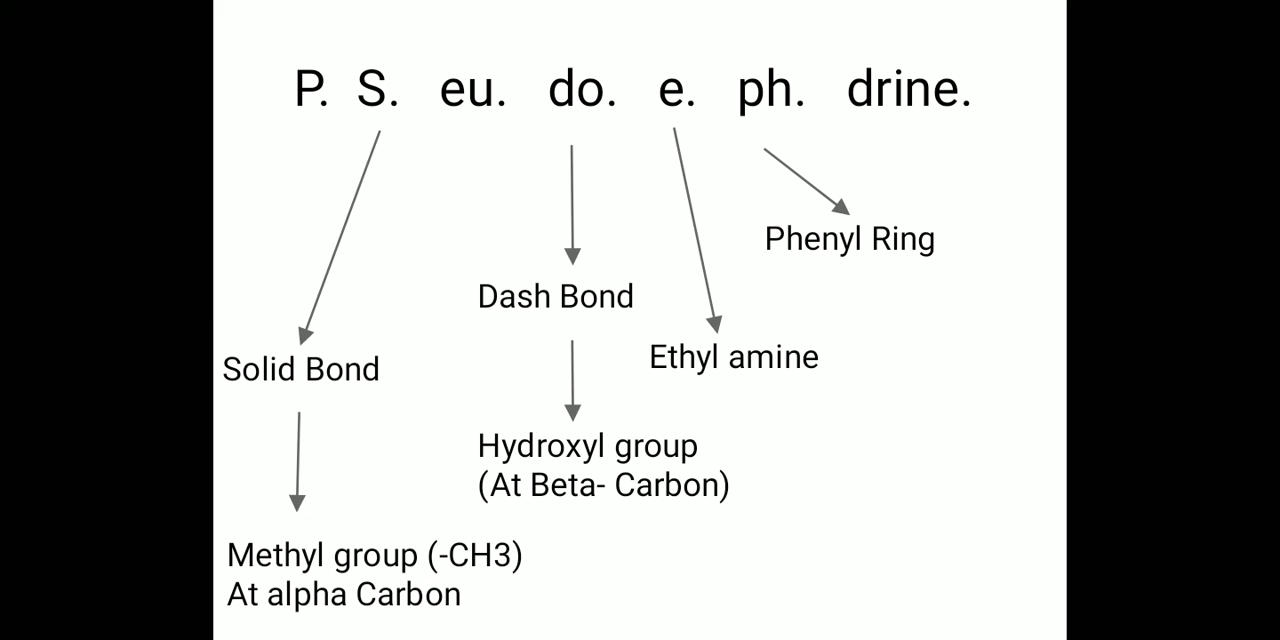 P. S. eu. do. e. ph. drine.
Phenyl Ring
Dash Bond
Ethyl amine
Solid Bond
Hydroxyl group
(At Beta- Carbon)
Methyl group (-CH3)
At alpha Carbon